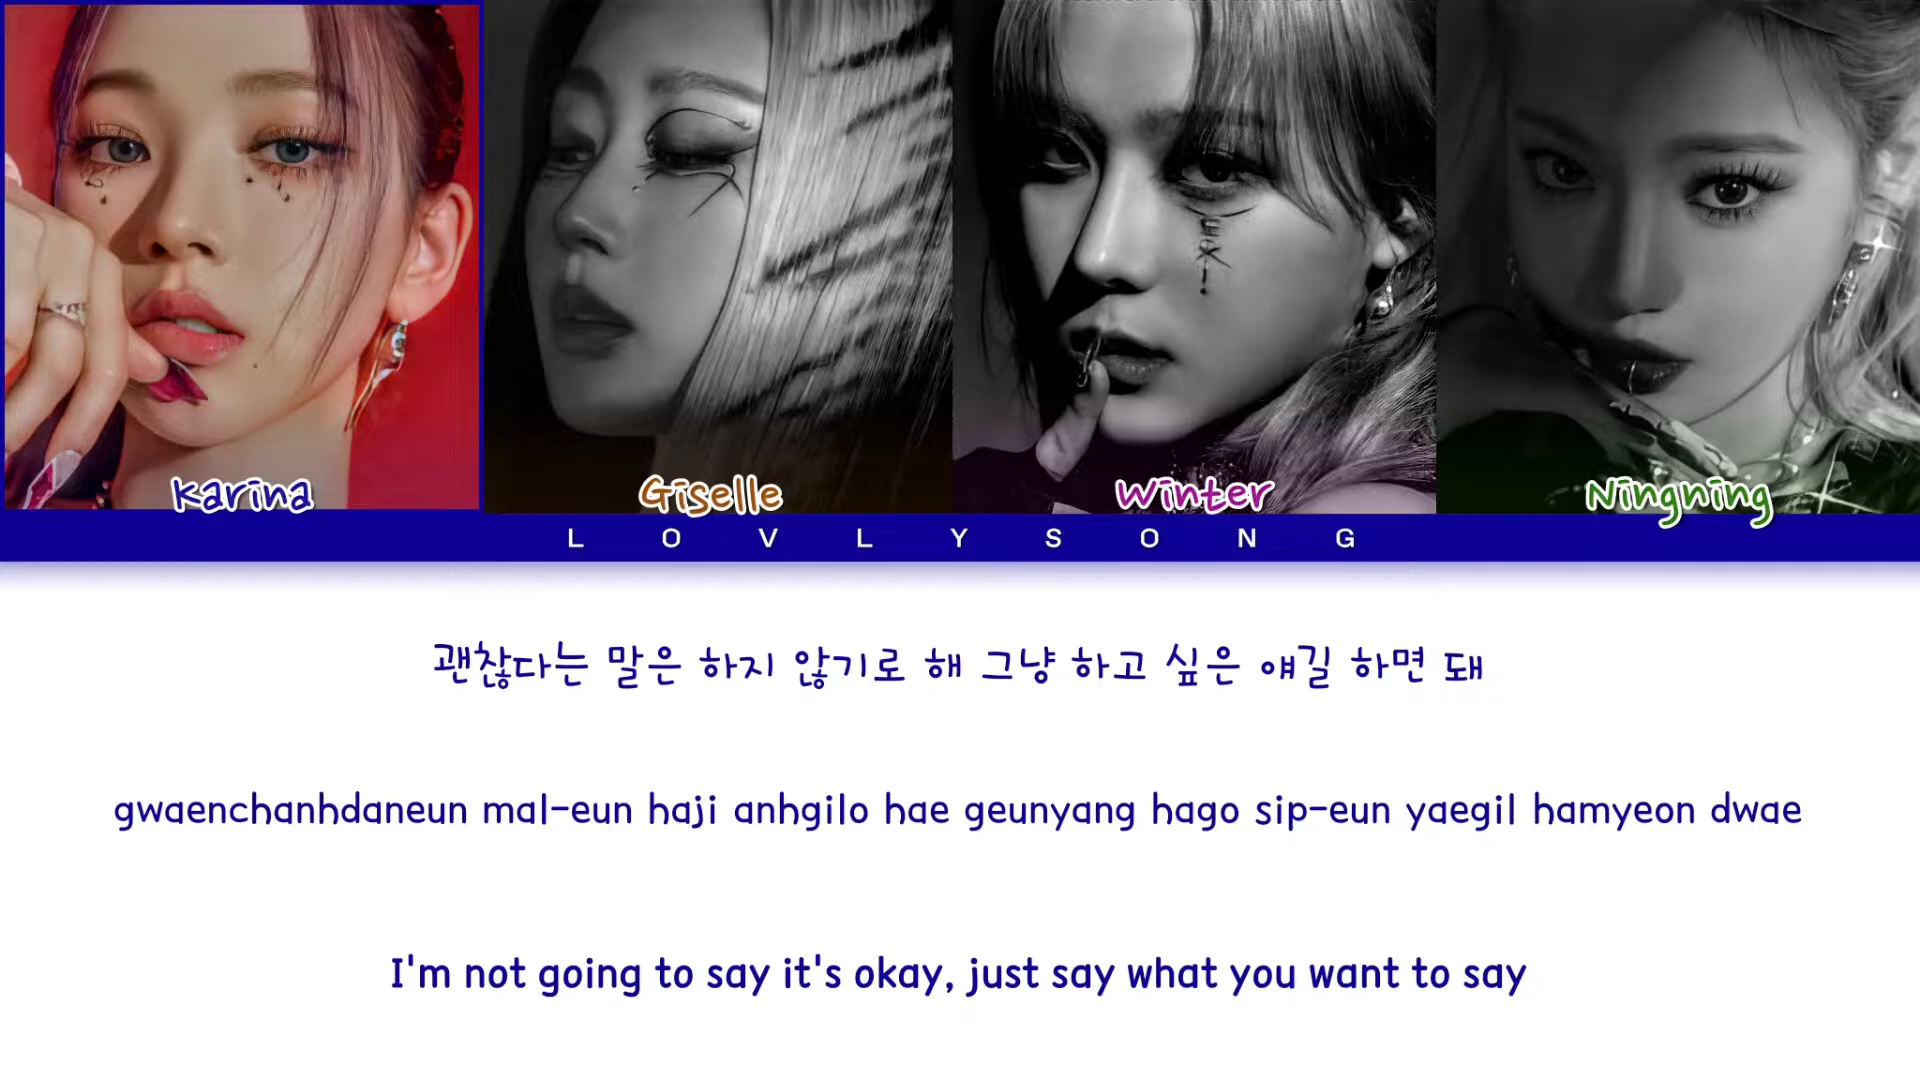 Karina
Giselle
Winter
Ningning
LOVLYSONG
괜찮다는 말은 하지 않기로 해 그냥 하고 싶은 얘길 하면 돼
gwaenchanhdaneun mal-eun haji anhgilo hae geunyang hago sip-eun yaegil hamyeon dwae
I'm not going to say it's okay, just say what you want to say